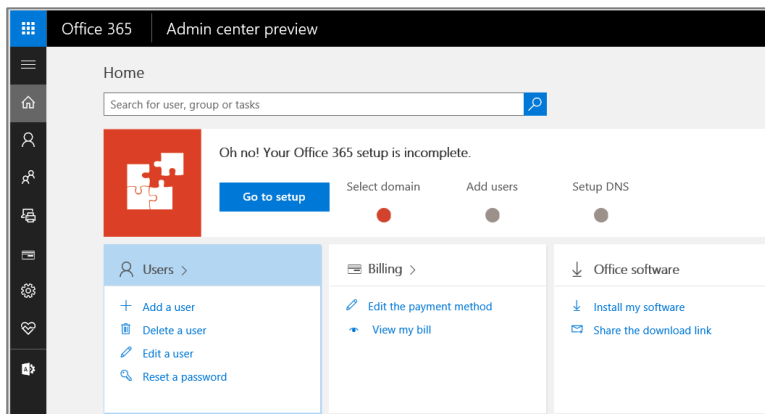 Office 365 Admin center preview
Home
Search for user, group or tasks
Oh no! Your Office 365 setup is incomplete.
Go to setup
Select domain Add users Setup DNS
Users >
Add a user
Delete a user
Edit a user
Reset a password
Billing >
Edit the payment method
View my bill
Office software
Install my software
Share the download link